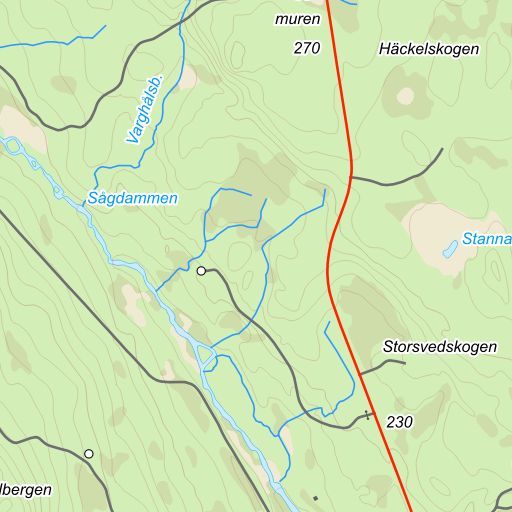 muren
270
Häckelskogen
Varghålsb.
Sågdammen
Stanna
Storsvedskogen
230
lbergen